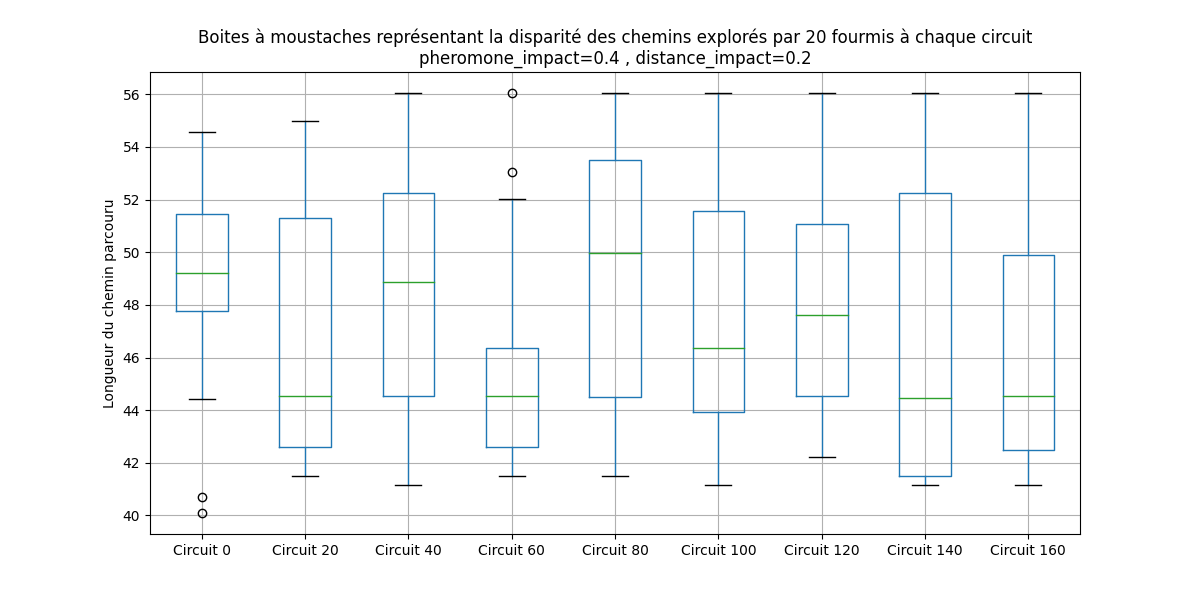 Boites à moustaches représentant la disparité des chemins explorés par 20 fourmis à chaque circuit
pheromone_impact=0.4 , distance_impact=0.2
Longueur du chemin parcouru
56
54
52
50
48
46
44
42
40
Circuit 0 Circuit 20 Circuit 40 Circuit 60 Circuit 80 Circuit 100 Circuit 120 Circuit 140 Circuit 160